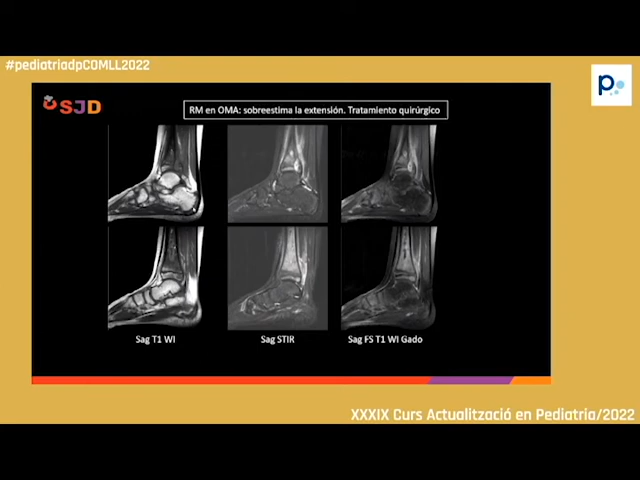 #pediatriadpCOMLL2022
p
SJD
RM en OMA: sobreestima la extensión. Tratamiento quirúrgico
Sag T1 WI
Sag STIR
Sag FS T1 WI Gado
XXXIX Curs Actualització en Pediatria/2022